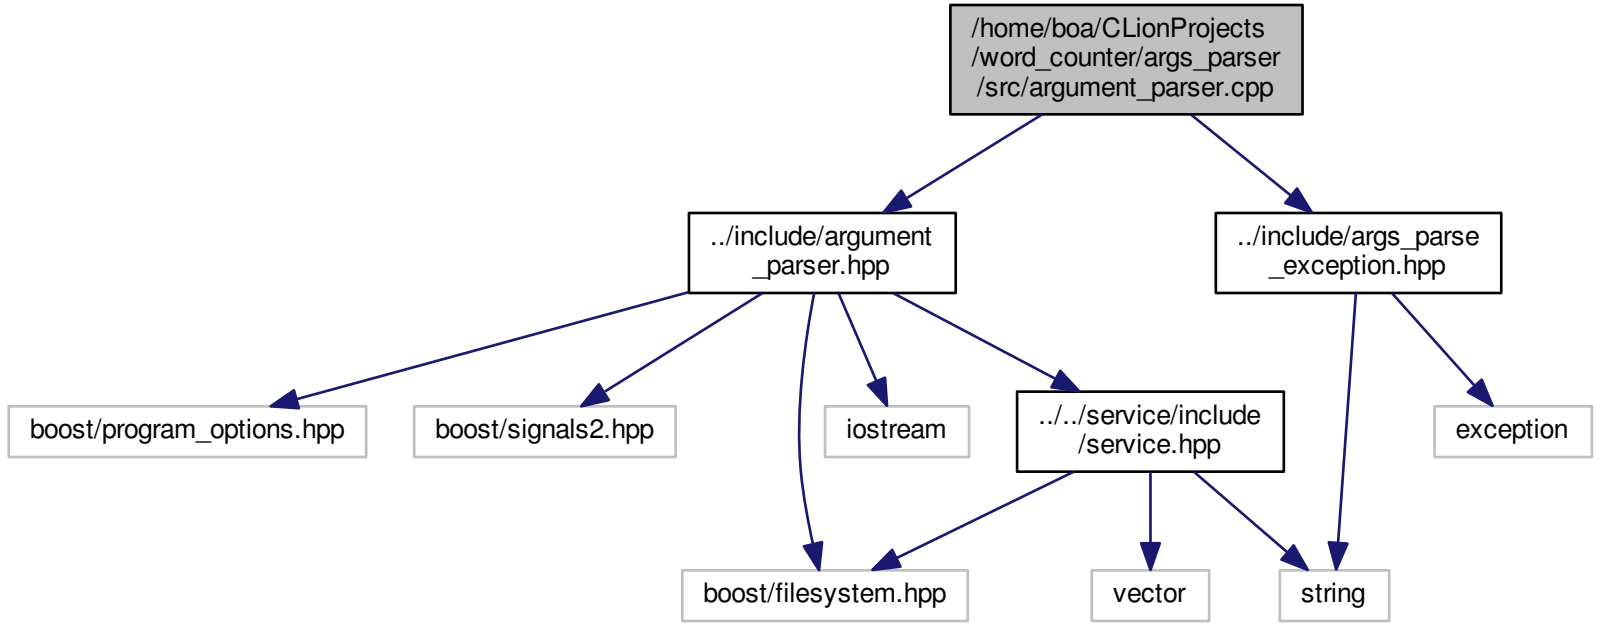 /home/boa/CLionProjects
/word_counter/args_parser
/src/argument_parser.cpp
../include/argument
_parser.hpp
../include/args_parse
_exception.hpp
boost/program_options.hpp
boost/signals2.hpp
iostream
../../service/include
/service.hpp
exception
boost/filesystem.hpp
vector
string